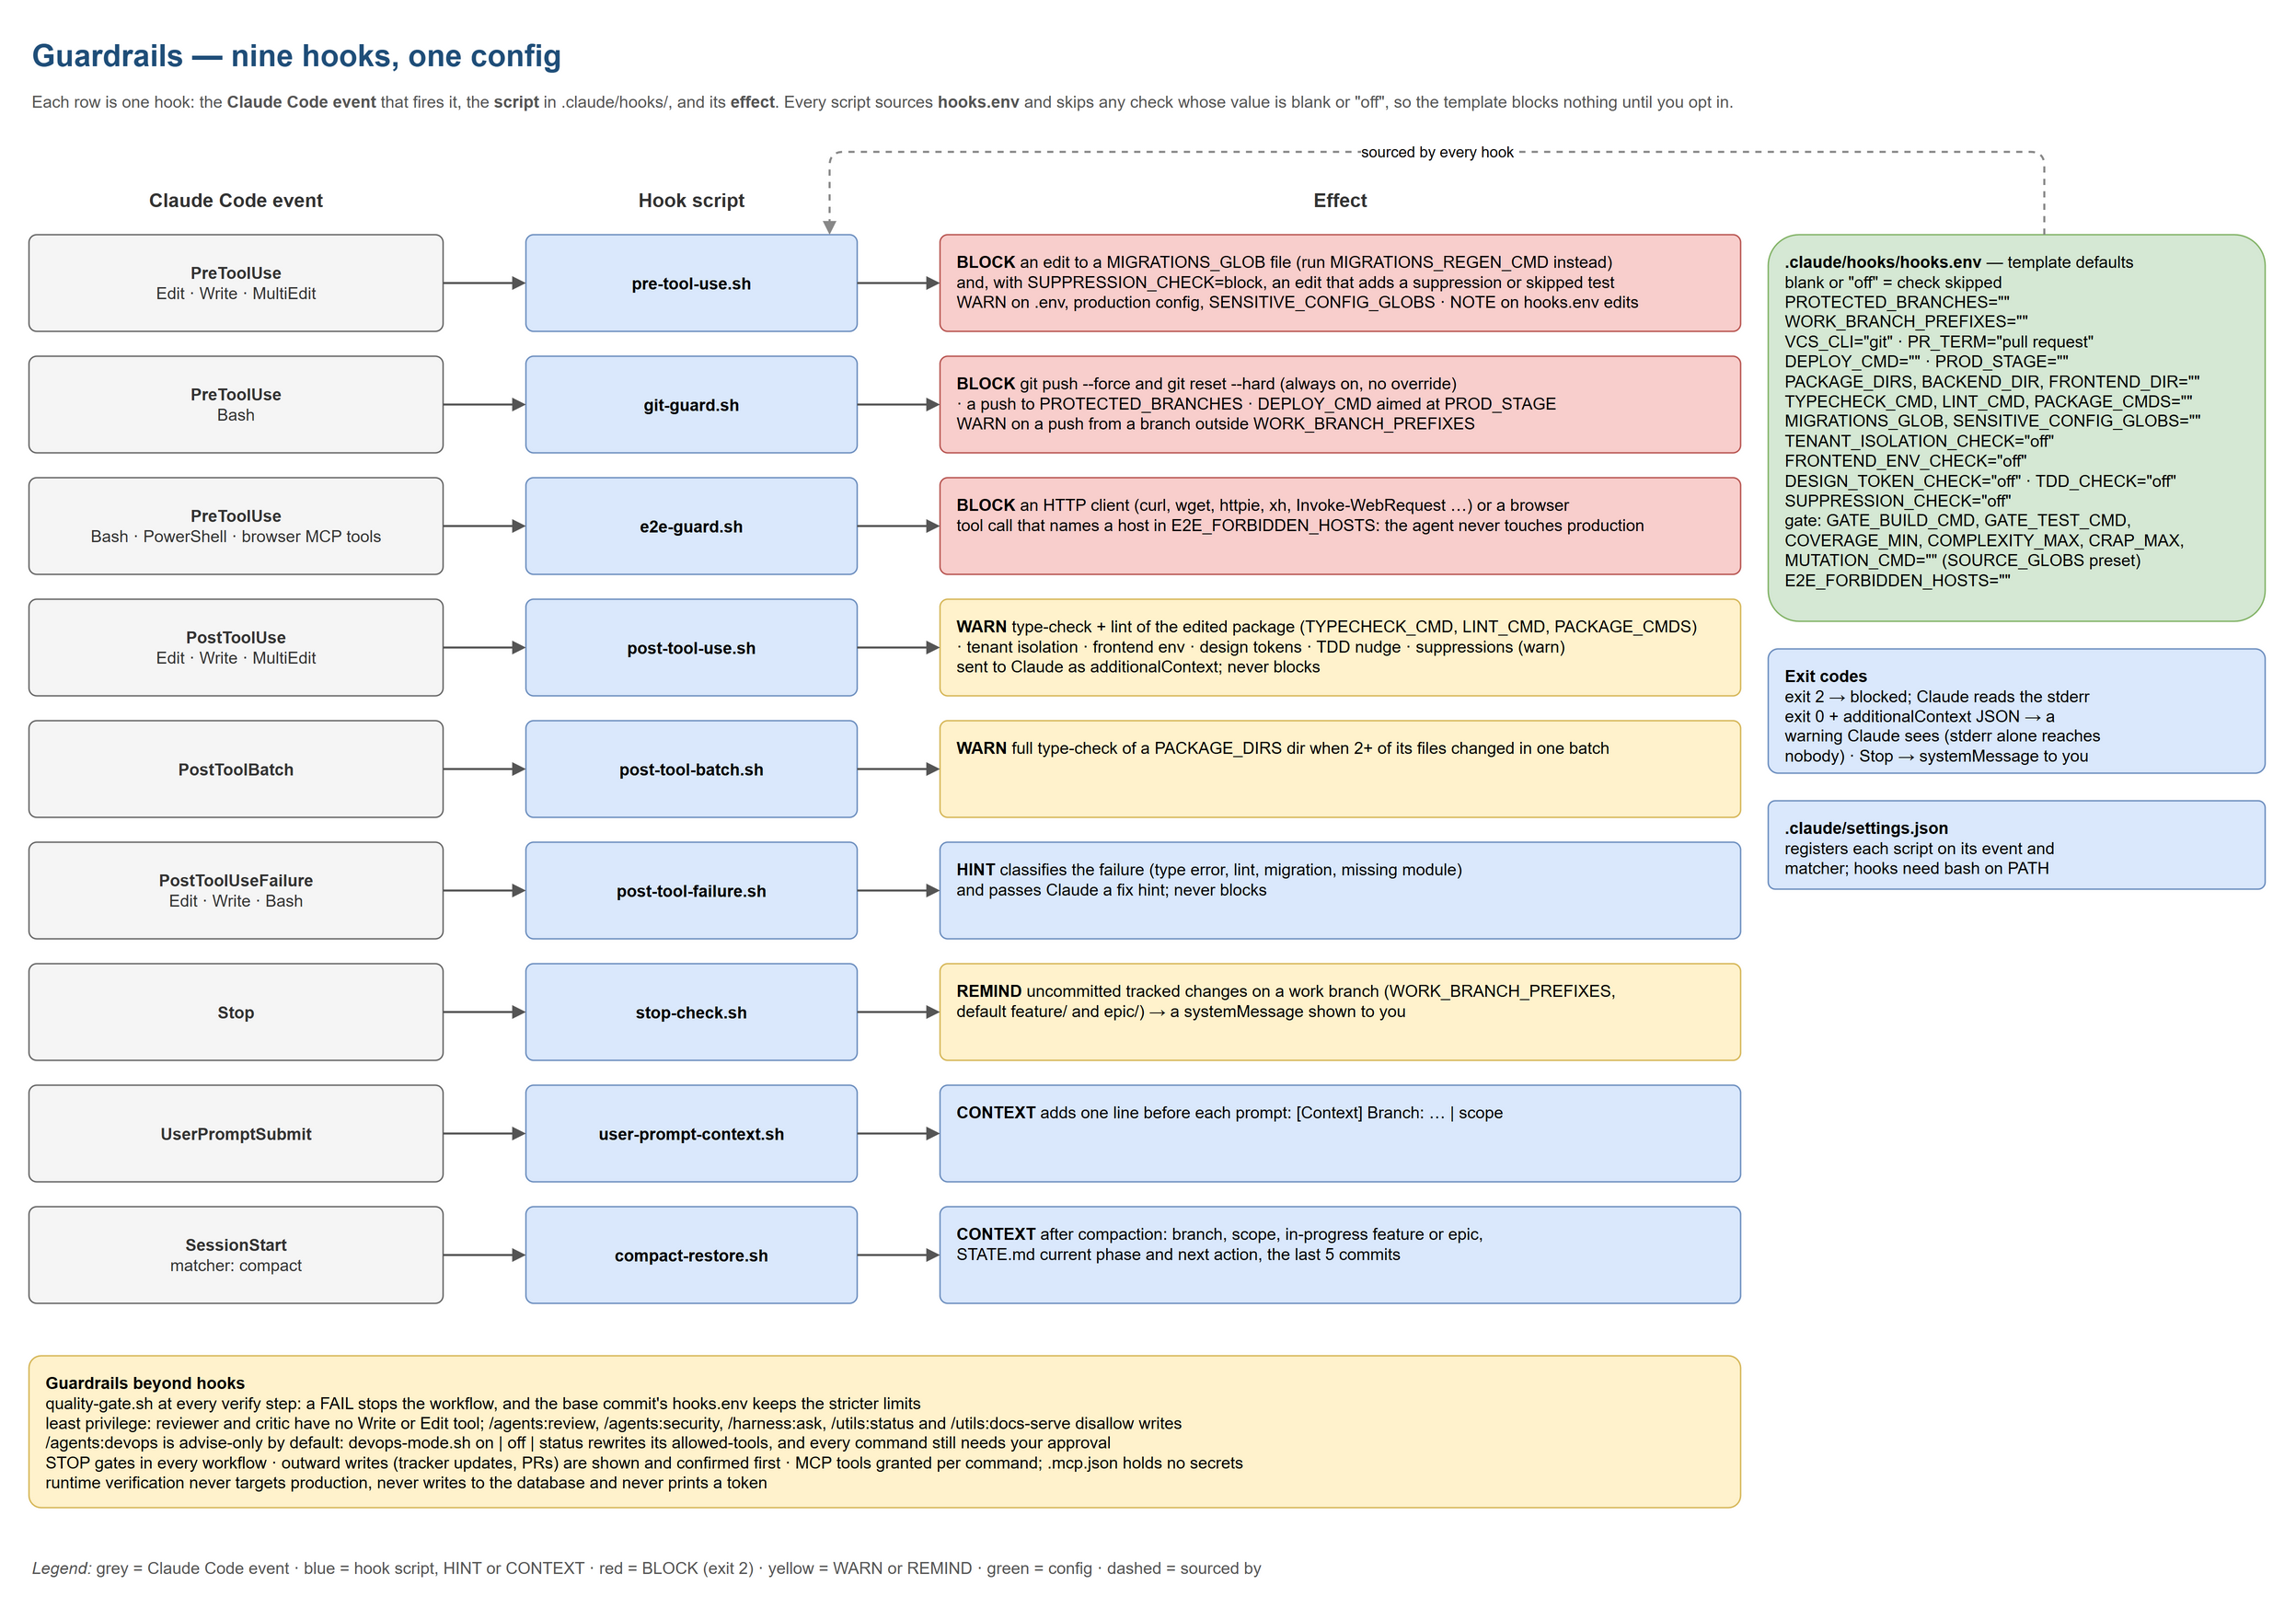 Guardrails — nine hooks, one config
Each row is one hook: the Claude Code event that fires it, the script in .claude/hooks/, and its effect. Every script sources hooks.env and skips any check whose value is blank or "off", so the template blocks nothing until you opt in.
sourced by every hook
Claude Code event
Hook script
Effect
PreToolUse
Edit · Write · MultiEdit
pre-tool-use.sh
BLOCK an edit to a MIGRATIONS_GLOB file (run MIGRATIONS_REGEN_CMD instead)
and, with SUPPRESSION_CHECK=block, an edit that adds a suppression or skipped test
WARN on .env, production config, SENSITIVE_CONFIG_GLOBS · NOTE on hooks.env edits
PreToolUse
Bash
git-guard.sh
BLOCK git push --force and git reset --hard (always on, no override)
· a push to PROTECTED_BRANCHES · DEPLOY_CMD aimed at PROD_STAGE
WARN on a push from a branch outside WORK_BRANCH_PREFIXES
PreToolUse
Bash · PowerShell · browser MCP tools
e2e-guard.sh
BLOCK an HTTP client (curl, wget, httpie, xh, Invoke-WebRequest …) or a browser
tool call that names a host in E2E_FORBIDDEN_HOSTS: the agent never touches production
PostToolUse
Edit · Write · MultiEdit
post-tool-use.sh
WARN type-check + lint of the edited package (TYPECHECK_CMD, LINT_CMD, PACKAGE_CMDS)
· tenant isolation · frontend env · design tokens · TDD nudge · suppressions (warn)
sent to Claude as additionalContext; never blocks
PostToolBatch
post-tool-batch.sh
WARN full type-check of a PACKAGE_DIRS dir when 2+ of its files changed in one batch
PostToolUseFailure
Edit · Write · Bash
post-tool-failure.sh
HINT classifies the failure (type error, lint, migration, missing module)
and passes Claude a fix hint; never blocks
Stop
stop-check.sh
REMIND uncommitted tracked changes on a work branch (WORK_BRANCH_PREFIXES,
default feature/ and epic/) → a systemMessage shown to you
UserPromptSubmit
user-prompt-context.sh
CONTEXT adds one line before each prompt: [Context] Branch: … | scope
SessionStart
matcher: compact
compact-restore.sh
CONTEXT after compaction: branch, scope, in-progress feature or epic,
STATE.md current phase and next action, the last 5 commits
.claude/hooks/hooks.env — template defaults
blank or "off" = check skipped
PROTECTED_BRANCHES=""
WORK_BRANCH_PREFIXES=""
VCS_CLI="git" · PR_TERM="pull request"
DEPLOY_CMD="" · PROD_STAGE=""
PACKAGE_DIRS, BACKEND_DIR, FRONTEND_DIR=""
TYPECHECK_CMD, LINT_CMD, PACKAGE_CMDS=""
MIGRATIONS_GLOB, SENSITIVE_CONFIG_GLOBS=""
TENANT_ISOLATION_CHECK="off"
FRONTEND_ENV_CHECK="off"
DESIGN_TOKEN_CHECK="off" · TDD_CHECK="off"
SUPPRESSION_CHECK="off"
gate: GATE_BUILD_CMD, GATE_TEST_CMD,
COVERAGE_MIN, COMPLEXITY_MAX, CRAP_MAX,
MUTATION_CMD="" (SOURCE_GLOBS preset)
E2E_FORBIDDEN_HOSTS=""
Exit codes
exit 2 → blocked; Claude reads the stderr
exit 0 + additionalContext JSON → a
warning Claude sees (stderr alone reaches
nobody) · Stop → systemMessage to you
.claude/settings.json
registers each script on its event and
matcher; hooks need bash on PATH
Guardrails beyond hooks
quality-gate.sh at every verify step: a FAIL stops the workflow, and the base commit's hooks.env keeps the stricter limits
least privilege: reviewer and critic have no Write or Edit tool; /agents:review, /agents:security, /harness:ask, /utils:status and /utils:docs-serve disallow writes
/agents:devops is advise-only by default: devops-mode.sh on | off | status rewrites its allowed-tools, and every command still needs your approval
STOP gates in every workflow · outward writes (tracker updates, PRs) are shown and confirmed first · MCP tools granted per command; .mcp.json holds no secrets
runtime verification never targets production, never writes to the database and never prints a token
Legend: grey = Claude Code event · blue = hook script, HINT or CONTEXT · red = BLOCK (exit 2) · yellow = WARN or REMIND · green = config · dashed = sourced by